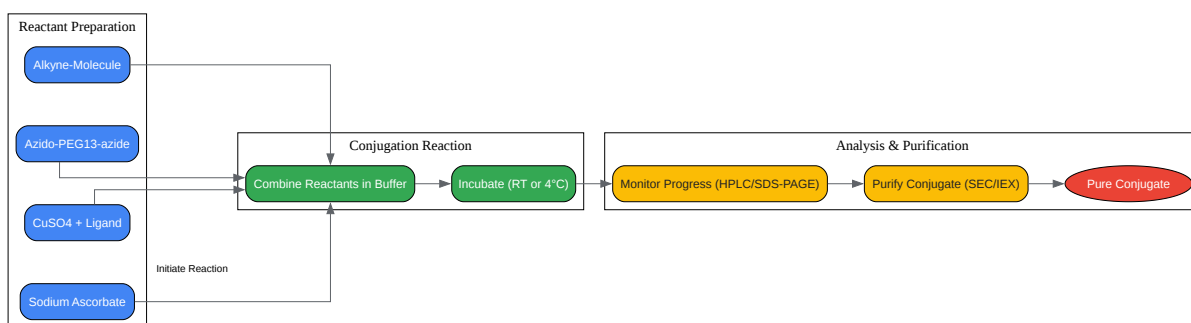 Reactant Preparation
Alkyne-Molecule
Azido-PEG13-azide
CuSO4 + Ligand
Sodium Ascorbate
Initiate Reaction
Conjugation Reaction
Combine Reactants in Buffer
Incubate (RT or 4°C)
Analysis & Purification
Monitor Progress (HPLC/SDS-PAGE)
Purify Conjugate (SEC/IEX)
Pure Conjugate